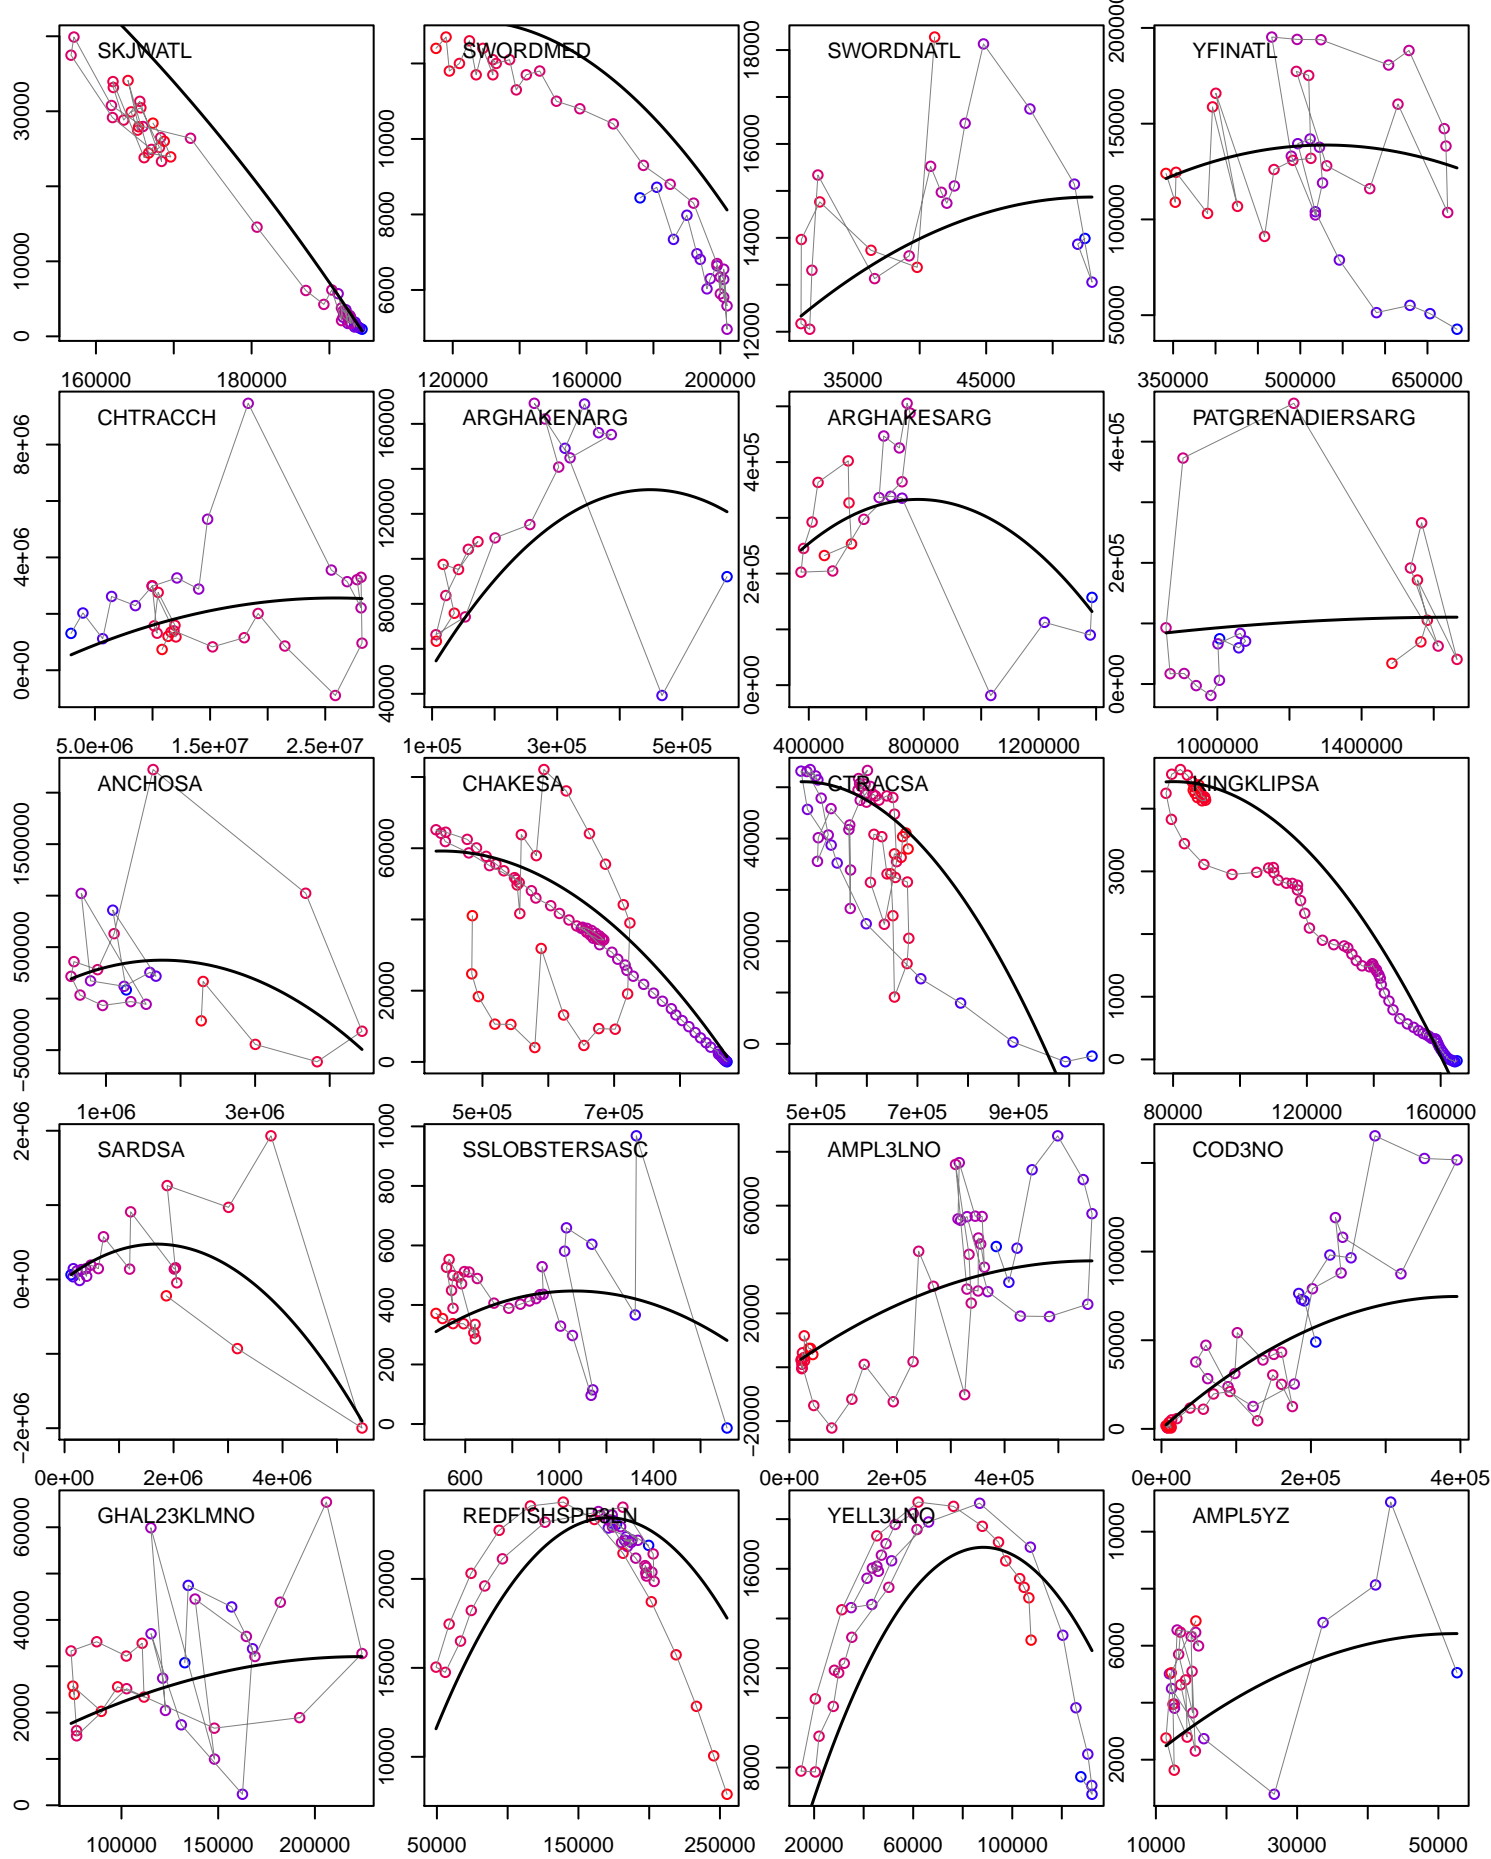 SKJWATL
0 10000 30000
160000 180000
SWORDMED
6000 8000 10000
120000 160000 200000
SWORDNATL
12000 14000 16000 18000
35000 45000
YFINATL
50000 100000 150000 200000
350000 500000 650000
CHTRACCH
0e+00 4e+06 8e+06
5.0e+06 1.5e+07 2.5e+07
ARGHAKENARG
40000 80000 120000 160000
1e+05 3e+05 5e+05
ARGHAKESARG
0e+00 2e+05 4e+05
400000 800000 1200000
PATGRENADIERSARG
0e+00 2e+05 4e+05
1000000 1400000
ANCHOSA
−500000 500000 1500000
1e+06 3e+06
CHAKESA
0 20000 60000
5e+05 7e+05
CTRACSA
0 20000 40000
5e+05 7e+05 9e+05
KINGKLIPSA
0 1000 3000
80000 120000 160000
SARDSA
−2e+06 0e+00 2e+06
0e+00 2e+06 4e+06
SSLOBSTERSASC
0 200 400 600 800 1000
600 1000 1400
AMPL3LNO
−20000 20000 60000
0e+00 2e+05 4e+05
COD3NO
0 50000 100000
0e+00 2e+05 4e+05
GHAL23KLMNO
0 20000 40000 60000
100000 150000 200000
REDFISHSPP3LN
10000 15000 20000
50000 150000 250000
YELL3LNO
8000 12000 16000
20000 60000 100000
AMPL5YZ
2000 6000 10000
10000 30000 50000